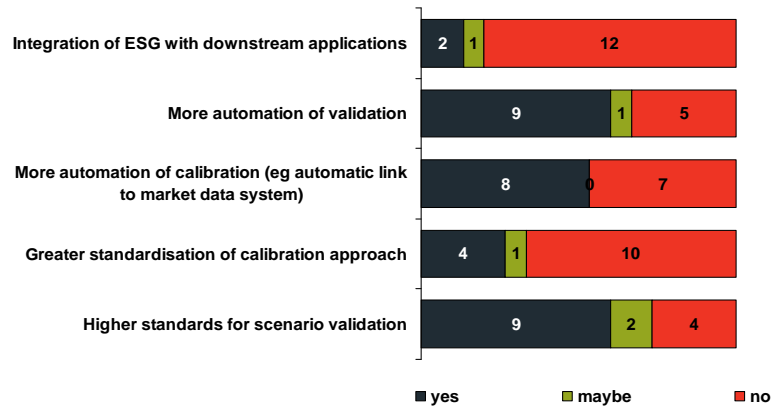 Integration of ESG with downstream applications
2 1 12
More automation of validation
9 1 5
More automation of calibration (eg automatic link
to market data system)
8 0 7
Greater standardisation of calibration approach
4 1 10
Higher standards for scenario validation
9 2 4
yes maybe no